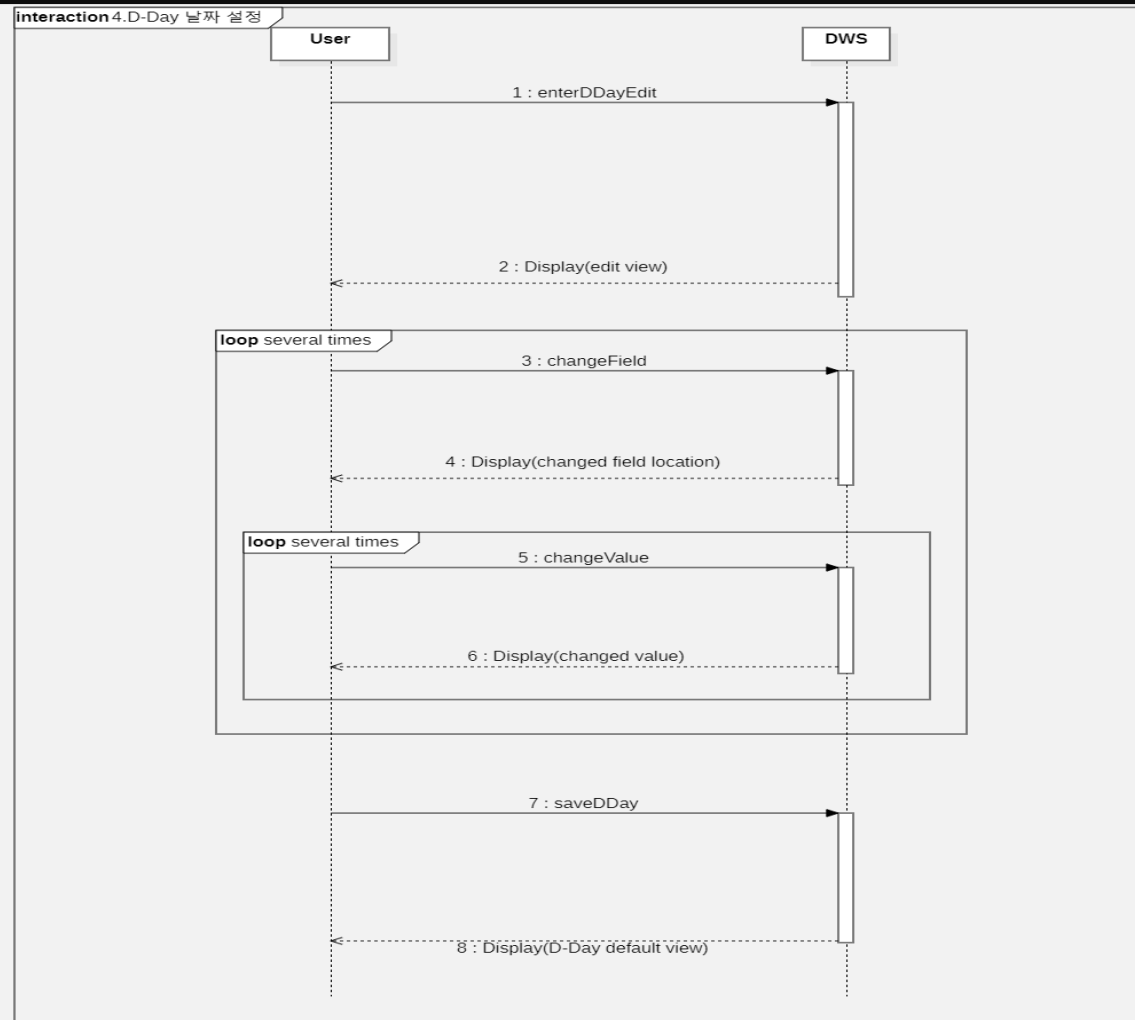 interaction 4.D-Day 날짜 설정
User
DWS
1 : enterDDayEdit
2 : Display(edit view)
loop several times
3 : changeField
4 : Display(changed field location)
loop several times
5 : changeValue
6 : Display(changed value)
7 : saveDDay
8 : Display(D-Day default view)